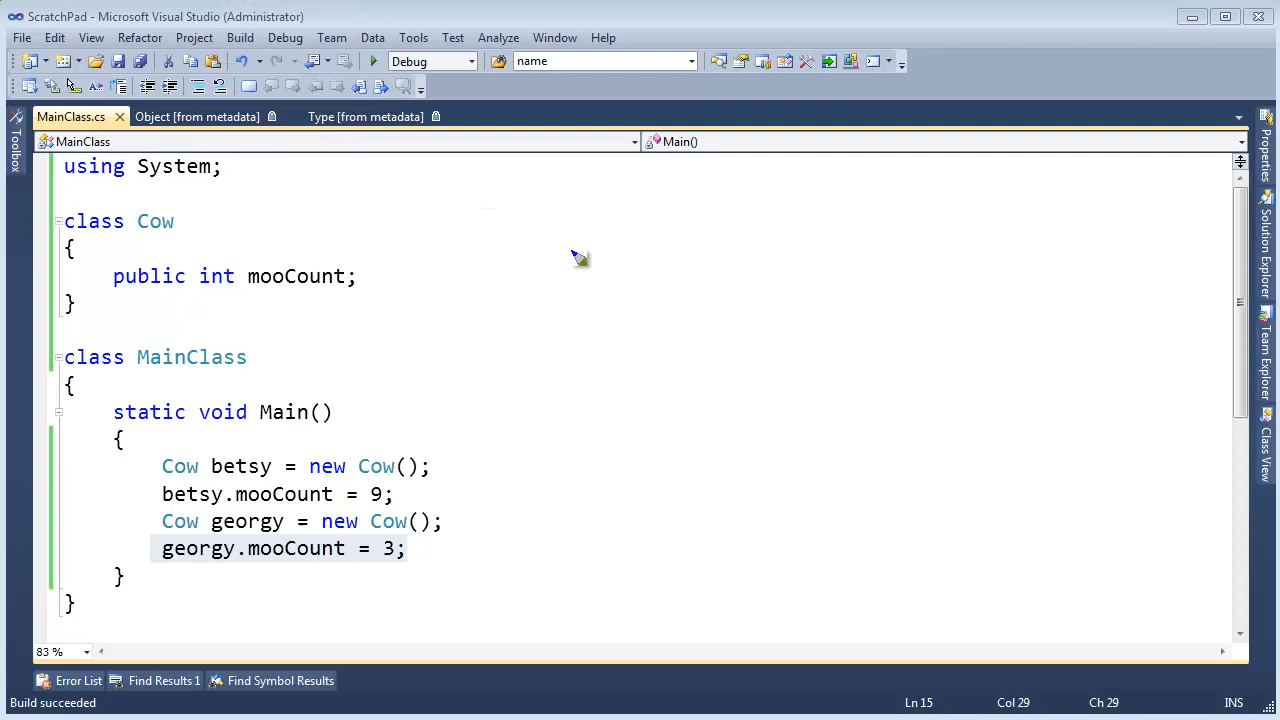 ScratchPad - Microsoft Visual Studio (Administrator)
File Edit View Refactor Project Build Debug Team Data Tools Test Analyze Window Help
Debug name
MainClass.cs Object [from metadata] Type [from metadata]
MainClass Main()
Toolbox
using System;
class Cow
{
public int mooCount;
}
class MainClass
{
static void Main()
{
Cow betsy = new Cow();
betsy.mooCount = 9;
Cow georgy = new Cow();
georgy.mooCount = 3;
}
}
Properties
Solution Explorer
Team Explorer
Class View
83 %
Error List Find Results 1 Find Symbol Results
Build succeeded Ln 15 Col 29 Ch 29 INS